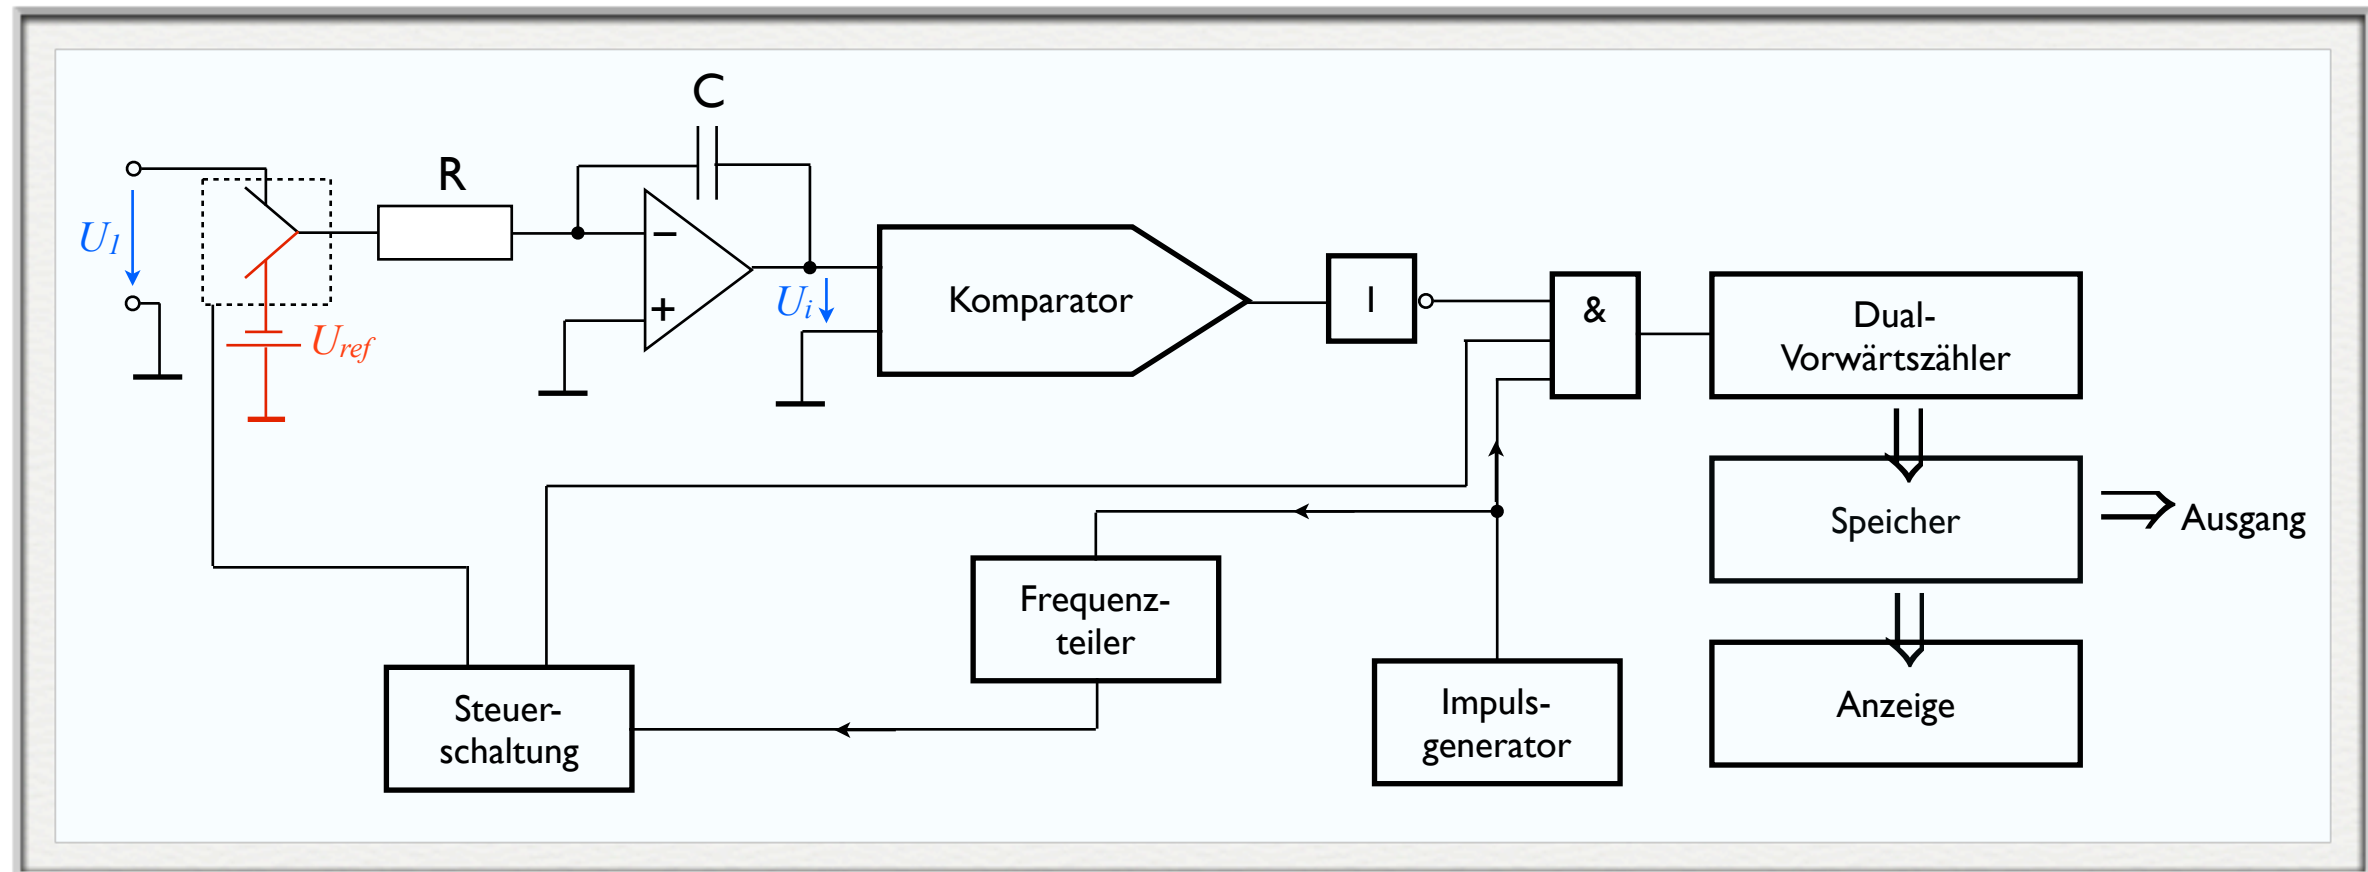 C
R
U1
Uref
−
+
Ui
Komparator
1
&
Dual-
Vorwärtszähler
Speicher
Ausgang
Anzeige
Frequenz-
teiler
Impuls-
generator
Steuer-
schaltung